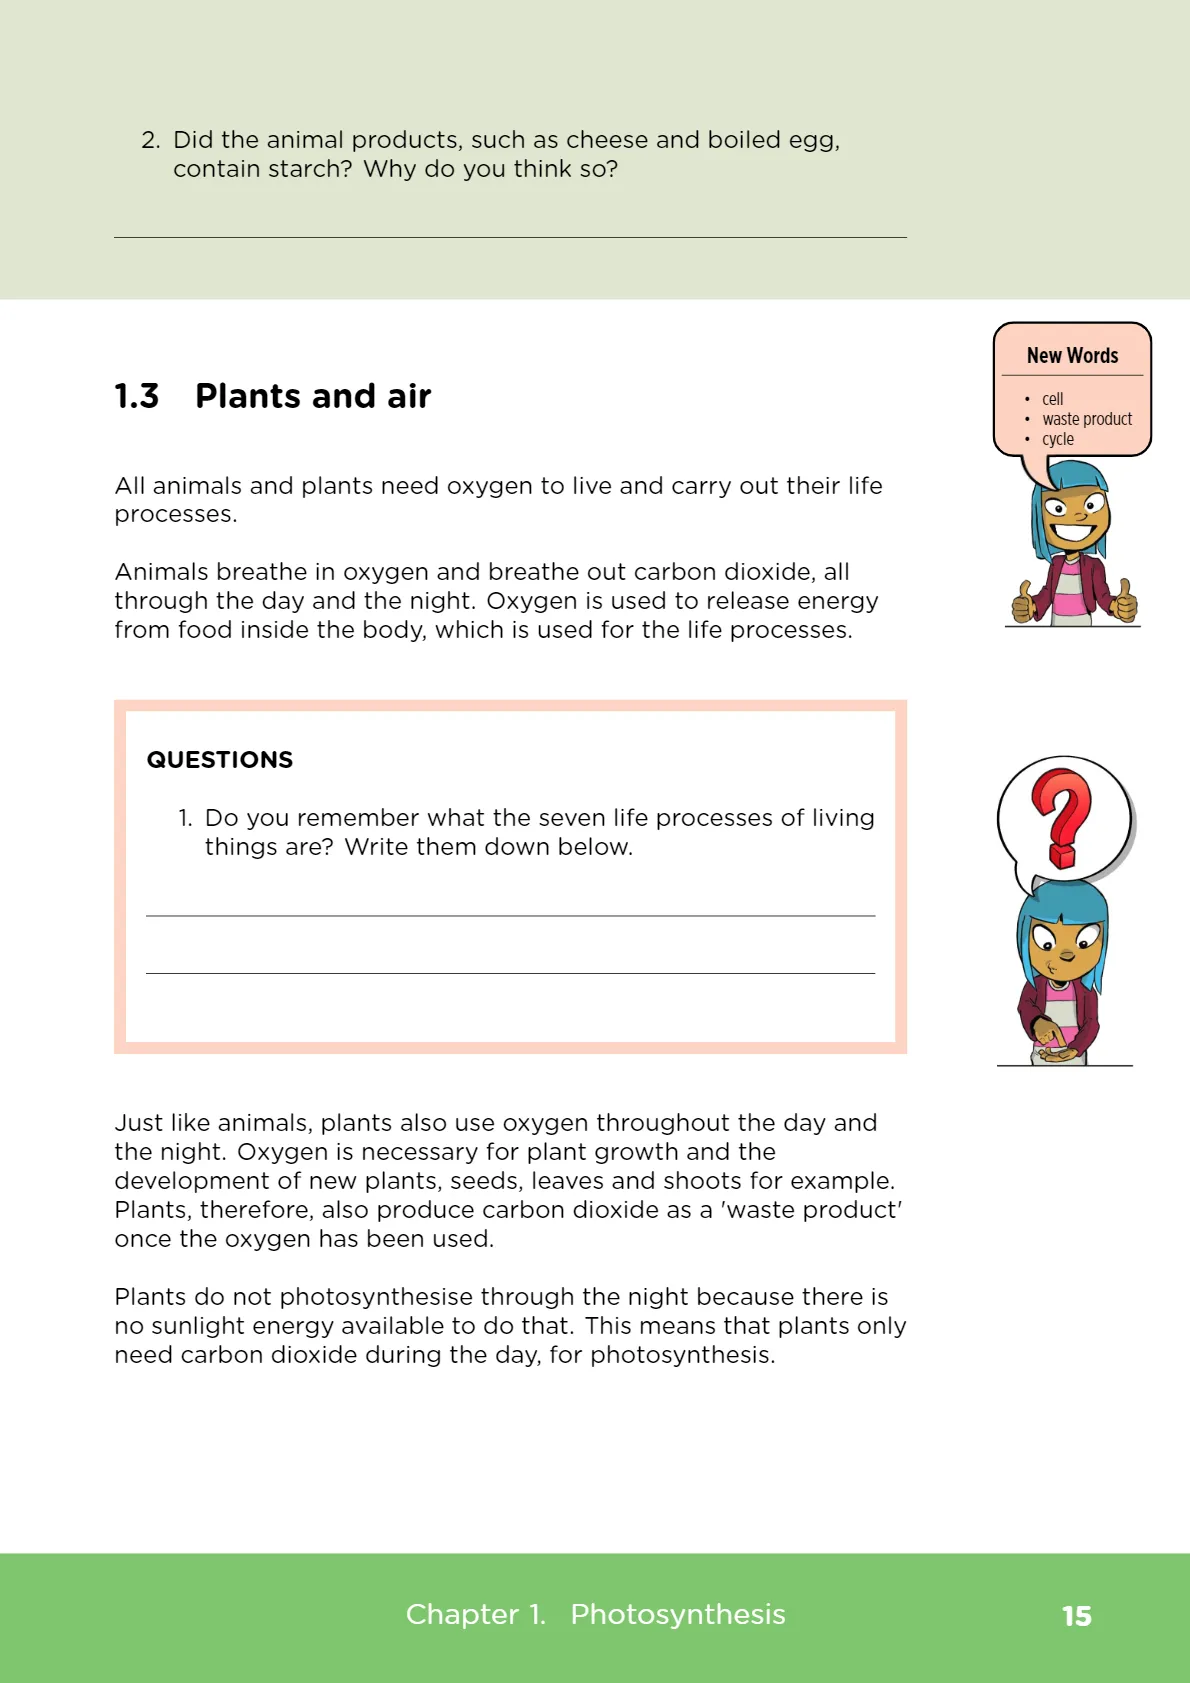 2. Did the animal products, such as cheese and boiled egg,
contain starch? Why do you think so?
1.3 Plants and air
New Words
• cell
• waste product
• cycle
All animals and plants need oxygen to live and carry out their life
processes.
Animals breathe in oxygen and breathe out carbon dioxide, all
through the day and the night. Oxygen is used to release energy
from food inside the body, which is used for the life processes.
QUESTIONS
1. Do you remember what the seven life processes of living
things are? Write them down below.
?
Just like animals, plants also use oxygen throughout the day and
the night. Oxygen is necessary for plant growth and the
development of new plants, seeds, leaves and shoots for example.
Plants, therefore, also produce carbon dioxide as a 'waste product'
once the oxygen has been used.
Plants do not photosynthesise through the night because there is
no sunlight energy available to do that. This means that plants only
need carbon dioxide during the day, for photosynthesis.
Chapter 1. Photosynthesis 15